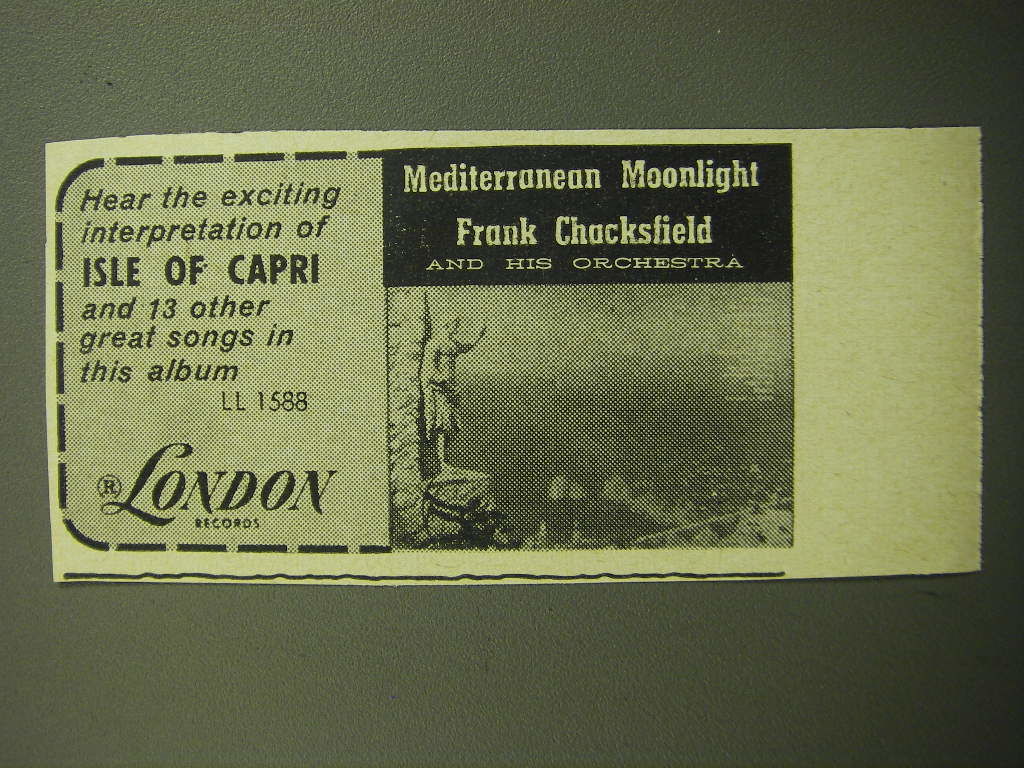 Hear the exciting
interpretation of
ISLE OF CAPRI
and 13 other
great songs in
this album
LL 1588
® LONDON
RECORDS
Mediterranean Moonlight
Frank Chacksfield
AND HIS ORCHESTRA